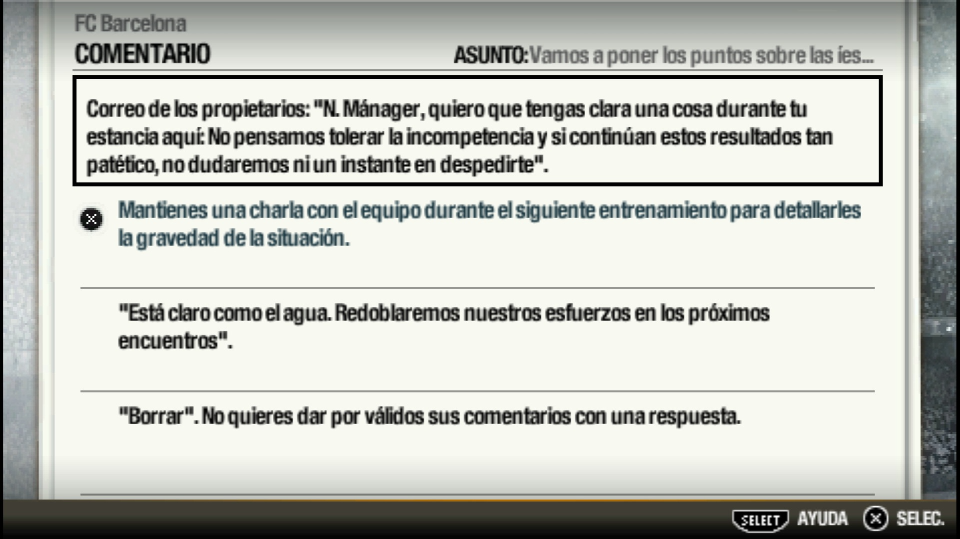 FC Barcelona
COMENTARIO
ASUNTO:Vamos a poner los puntos sobre las íes...
Correo de los propietarios: "N. Mánager, quiero que tengas clara una cosa durante tu
estancia aquí: No pensamos tolerar la incompetencia y si continúan estos resultados tan
patético, no dudaremos ni un instante en despedirte".
Mantienes una charla con el equipo durante el siguiente entrenamiento para detallarles
la gravedad de la situación.
"Está claro como el agua. Redoblaremos nuestros esfuerzos en los próximos
encuentros".
"Borrar". No quieres dar por válidos sus comentarios con una respuesta.
SELECT AYUDA SELEC.